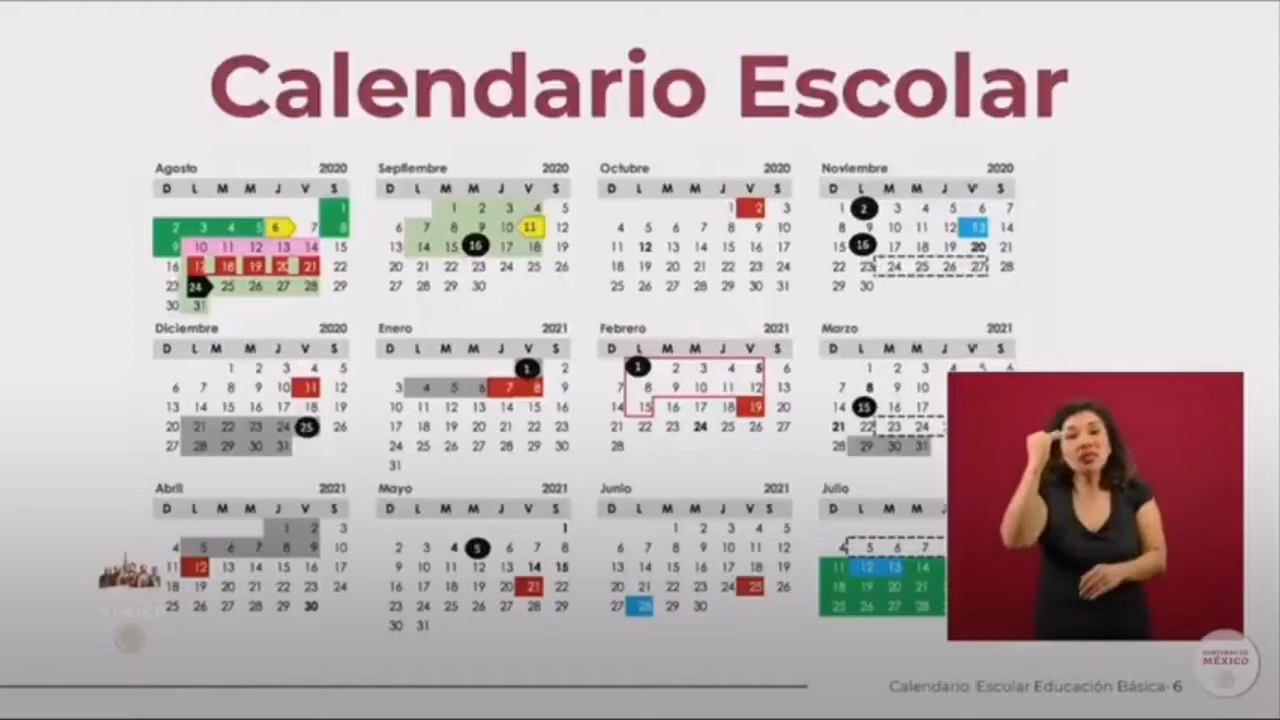 Calendario Escolar
Agosto 2020
D L M M J V S
1
2 3 4 5 6 7 8
9 10 11 12 13 14 15
16 17 18 19 20 21 22
23 24 25 26 27 28 29
30 31
Septiembre 2020
D L M M J V S
1 2 3 4 5
6 7 8 9 10 11 12
13 14 15 16 17 18 19
20 21 22 23 24 25 26
27 28 29 30
Octubre 2020
D L M M J V S
1 2 3
4 5 6 7 8 9 10
11 12 13 14 15 16 17
18 19 20 21 22 23 24
25 26 27 28 29 30 31
Noviembre 2020
D L M M J V S
1 2 3 4 5 6 7
8 9 10 11 12 13 14
15 16 17 18 19 20 21
22 23 24 25 26 27 28
29 30
Diciembre 2020
D L M M J V S
1 2 3 4 5
6 7 8 9 10 11 12
13 14 15 16 17 18 19
20 21 22 23 24 25 26
27 28 29 30 31
Enero 2021
D L M M J V S
1 2
3 4 5 6 7 8 9
10 11 12 13 14 15 16
17 18 19 20 21 22 23
24 25 26 27 28 29 30
31
Febrero 2021
D L M M J V S
1 2 3 4 5 6
7 8 9 10 11 12 13
14 15 16 17 18 19 20
21 22 23 24 25 26 27
28
Marzo 2021
D L M M J V S
1 2 3 4 5 6
7 8 9 10
14 15 16 17
21 22 23 24
28 29 30 31
Abril 2021
D L M M J V S
1 2 3
4 5 6 7 8 9 10
11 12 13 14 15 16 17
18 19 20 21 22 23 24
25 26 27 28 29 30
Mayo 2021
D L M M J V S
1
2 3 4 5 6 7 8
9 10 11 12 13 14 15
16 17 18 19 20 21 22
23 24 25 26 27 28 29
30 31
Junio 2021
D L M M J V S
1 2 3 4 5
6 7 8 9 10 11 12
13 14 15 16 17 18 19
20 21 22 23 24 25 26
27 28 29 30
Julio
D L M M
4 5 6 7
11 12 13 14
18 19 20 21
25 26 27 28
GOBIERNO DE
MÉXICO
Calendario Escolar Educación Básica- 6